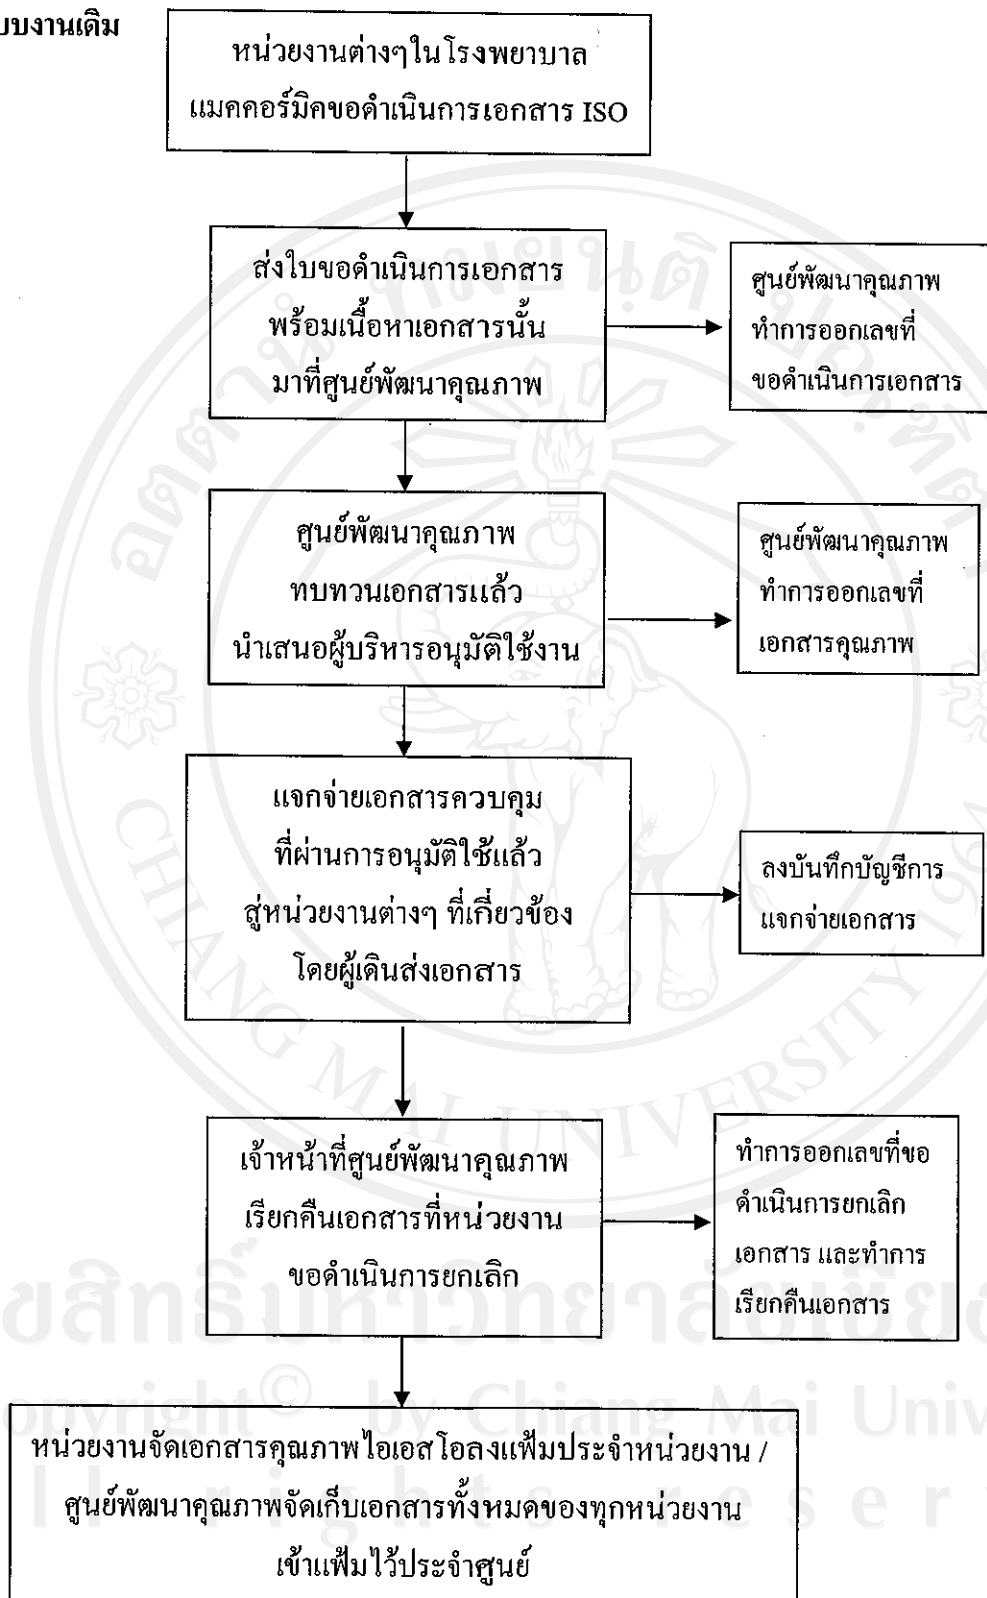 บบงานเดิม
หน่วยงานต่างๆในโรงพยาบาล
แมคคอร์มิคขอดำเนินการเอกสาร ISO
ส่งใบขอดำเนินการเอกสาร
พร้อมเนื้อหาเอกสารนั้น
มาที่ศูนย์พัฒนาคุณภาพ
ศูนย์พัฒนาคุณภาพ
ทำการออกเลขที่
ขอดำเนินการเอกสาร
ศูนย์พัฒนาคุณภาพ
ทบทวนเอกสารแล้ว
นำเสนอผู้บริหารอนุมัติใช้งาน
ศูนย์พัฒนาคุณภาพ
ทำการออกเลขที่
เอกสารคุณภาพ
แจกจ่ายเอกสารควบคุม
ที่ผ่านการอนุมัติใช้แล้ว
สู่หน่วยงานต่างๆ ที่เกี่ยวข้อง
โดยผู้เดินส่งเอกสาร
ลงบันทึกบัญชีการ
แจกจ่ายเอกสาร
เจ้าหน้าที่ศูนย์พัฒนาคุณภาพ
เรียกคืนเอกสารที่หน่วยงาน
ขอดำเนินการยกเลิก
ทำการออกเลขที่ขอ
ดำเนินการยกเลิก
เอกสาร และทำการ
เรียกคืนเอกสาร
หน่วยงานจัดเอกสารคุณภาพไอเอสโอลงแฟ้มประจำหน่วยงาน /
ศูนย์พัฒนาคุณภาพจัดเก็บเอกสารทั้งหมดของทุกหน่วยงาน
เข้าแฟ้มไว้ประจำศูนย์
CHIANG MAI UNIVERSITY 1964
opyright© by Chiang Mai Univ
rights reser